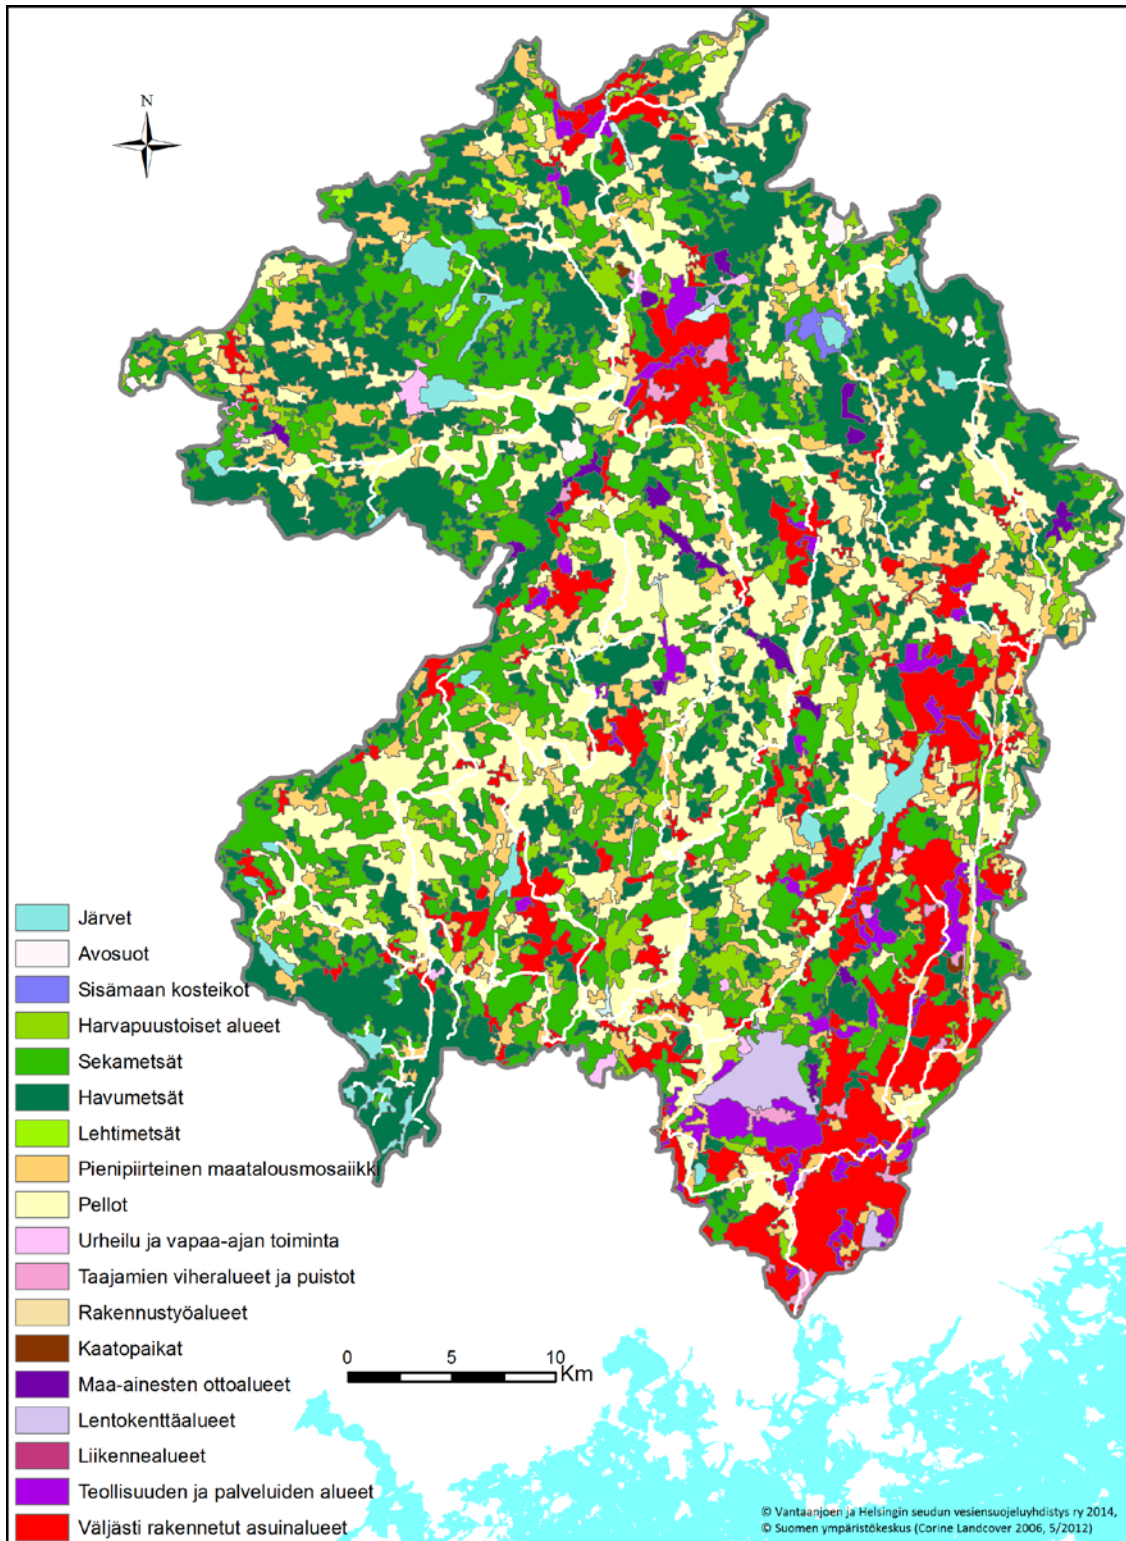 N
Järvet
Avosuot
Sisämaan kosteikot
Harvapuustoiset alueet
Sekametsät
Havumetsät
Lehtimetsät
Pienipiirteinen maatalousmosaiikki
Pellot
Urheilu ja vapaa-ajan toiminta
Taajamien viheralueet ja puistot
Rakennustyöalueet
Kaatopaikat
Maa-ainesten ottoalueet
Lentokenttäalueet
Liikennealueet
Teollisuuden ja palveluiden alueet
Väljästi rakennetut asuinalueet
0 5 10
Km
© Vantaanjoen ja Helsingin seudun vesiensuojeluyhdistys ry 2014,
© Suomen ympäristökeskus (Corine Landcover 2006, 5/2012)